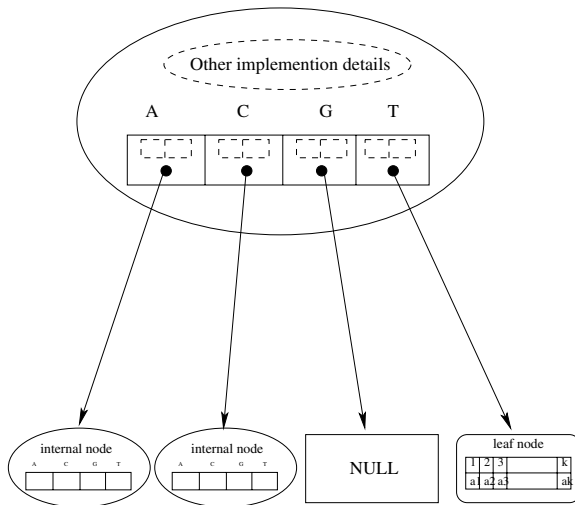 Other implemention details
A C G T
internal node
A C G T
internal node
A C G T
NULL
leaf node
1 2 3 k
a1 a2 a3 ak